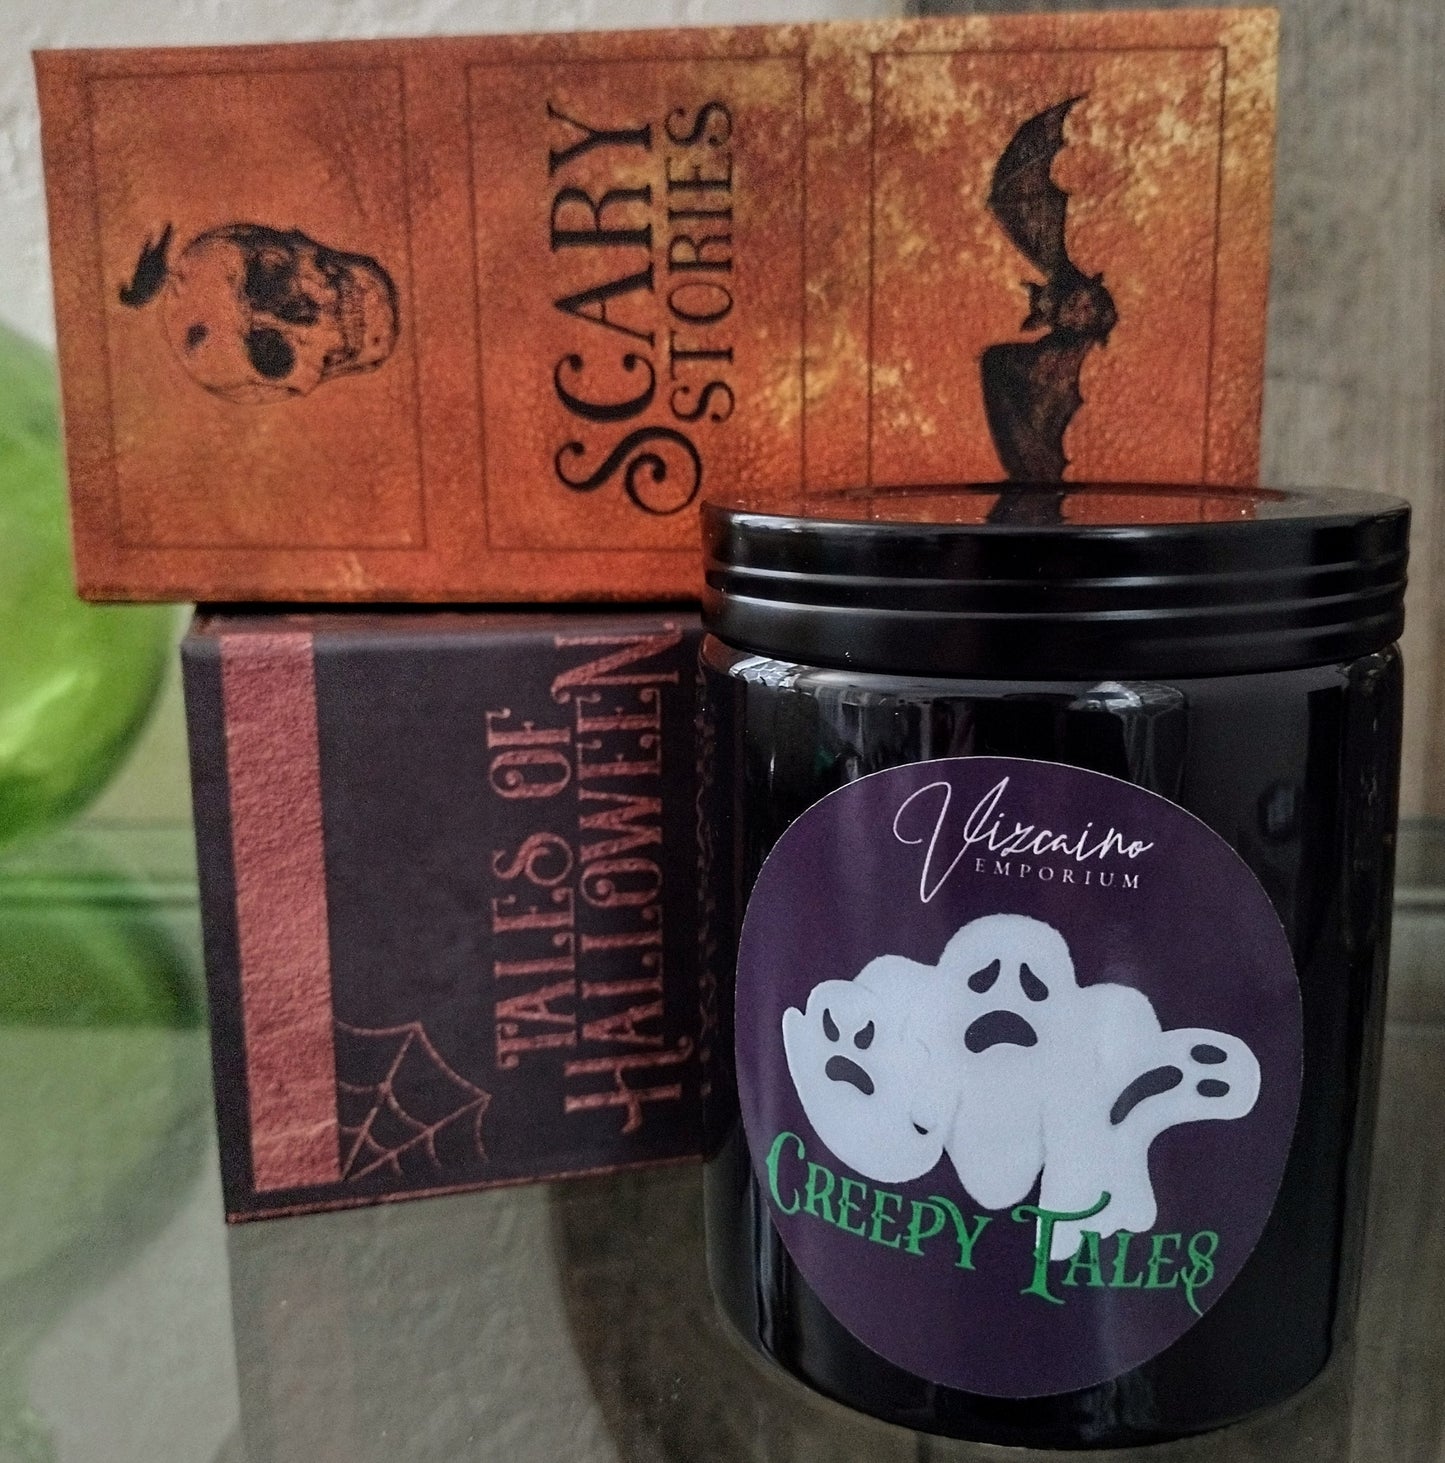 SCARY
STORIES
TALES OF
HALLOWEEN
Vizcaino
EMPORIUM
CREEPY TALES